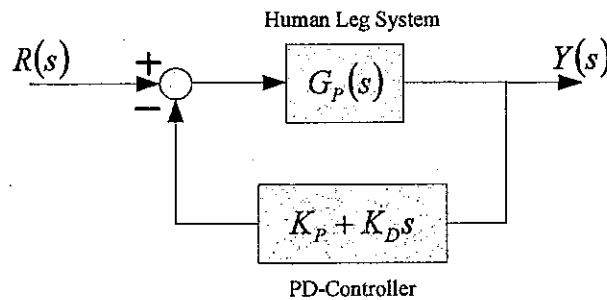 Human Leg System
R(s)
+
−
G_P(s)
Y(s)
K_P + K_D s
PD-Controller